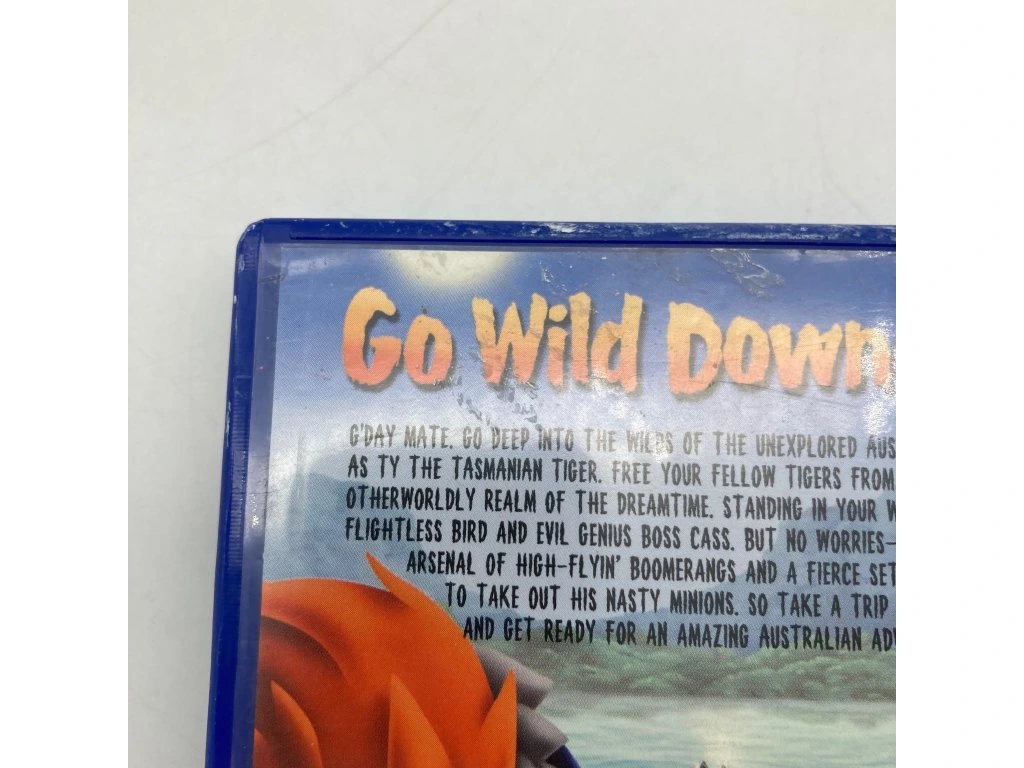 Go Wild Down
G'DAY MATE. GO DEEP INTO THE WILDS OF THE UNEXPLORED AUS
AS TY THE TASMANIAN TIGER. FREE YOUR FELLOW TIGERS FROM
OTHERWORLDLY REALM OF THE DREAMTIME. STANDING IN YOUR W
FLIGHTLESS BIRD AND EVIL GENIUS BOSS CASS. BUT NO WORRIES–
ARSENAL OF HIGH-FLYIN' BOOMERANGS AND A FIERCE SET
TO TAKE OUT HIS NASTY MINIONS. SO TAKE A TRIP
AND GET READY FOR AN AMAZING AUSTRALIAN ADV